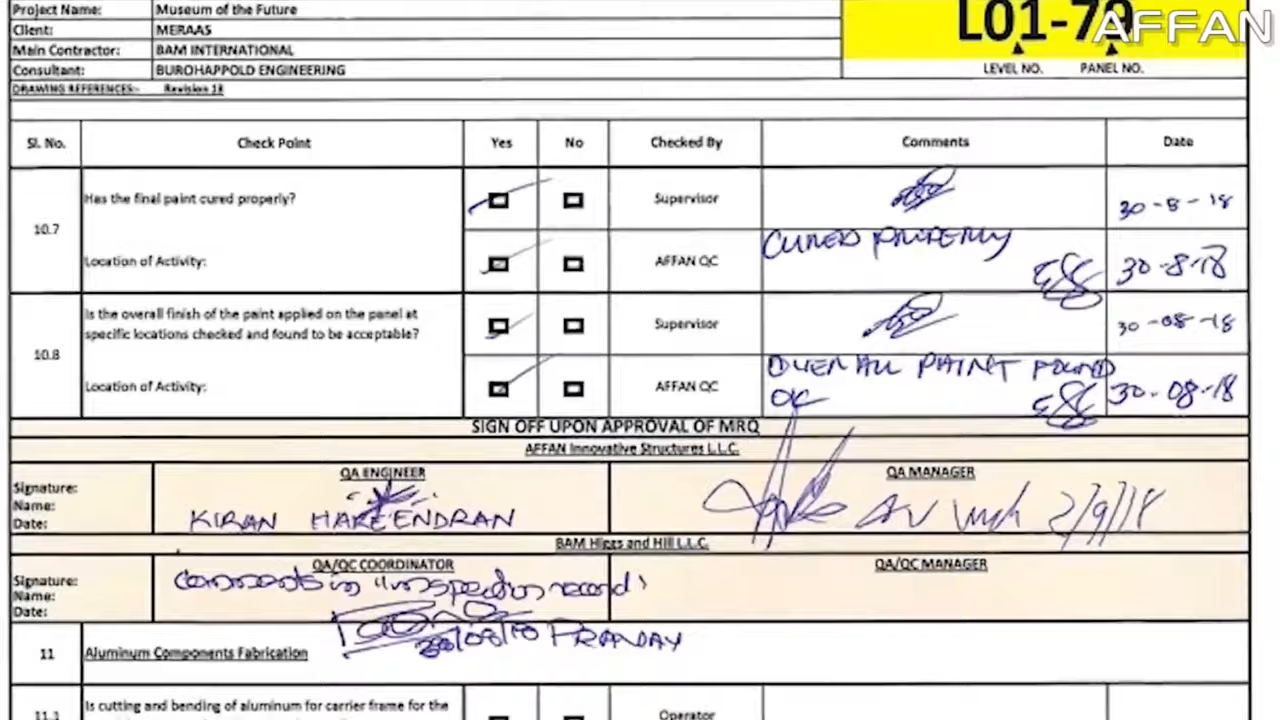 Project Name: Museum of the Future
Client: MERAAS
Main Contractor: BAM INTERNATIONAL
Consultant: BUROHAPPOLD ENGINEERING
DRAWING REFERENCES:- Revision 18
L01-79
AFFAN
LEVEL NO. PANEL NO.
Sl. No. Check Point Yes No Checked By Comments Date
10.7 Has the final paint cured properly? Supervisor 30-8-18
Location of Activity: AFFAN QC CURED PROPERLY 30-8-18
10.8 Is the overall finish of the paint applied on the panel at
specific locations checked and found to be acceptable? Supervisor 30-08-18
Location of Activity: AFFAN QC OVER ALL PAINT FOUND
OK 30-08-18
SIGN OFF UPON APPROVAL OF MRQ
AFFAN Innovative Structures L.L.C.
QA ENGINEER QA MANAGER
Signature:
Name:
Date:
KIRAN HAREENDRAN 2/9/18
BAM Higgs and Hill L.L.C.
QA/QC COORDINATOR QA/QC MANAGER
Signature:
Name:
Date:
Comments in "inspection record"
PRANAY
11 Aluminum Components Fabrication
11.1 Is cutting and bending of aluminum for carrier frame for the
Operator